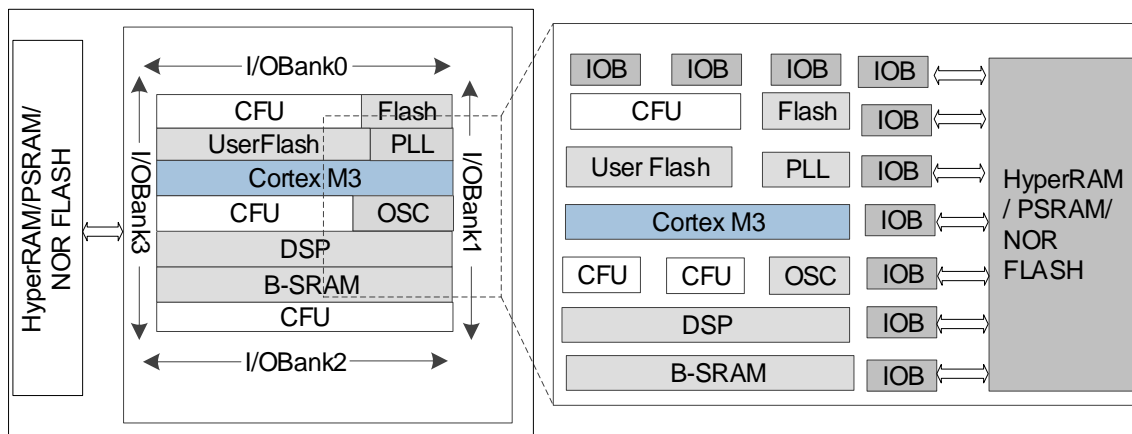 I/OBank0
HyperRAM/PSRAM/
NOR FLASH
I/OBank3
CFU
Flash
UserFlash
PLL
Cortex M3
CFU
OSC
DSP
B-SRAM
CFU
I/OBank1
I/OBank2
IOB
IOB
IOB
IOB
CFU
Flash
IOB
User Flash
PLL
IOB
Cortex M3
IOB
CFU
CFU
OSC
IOB
DSP
IOB
B-SRAM
IOB
HyperRAM
/ PSRAM/
NOR
FLASH